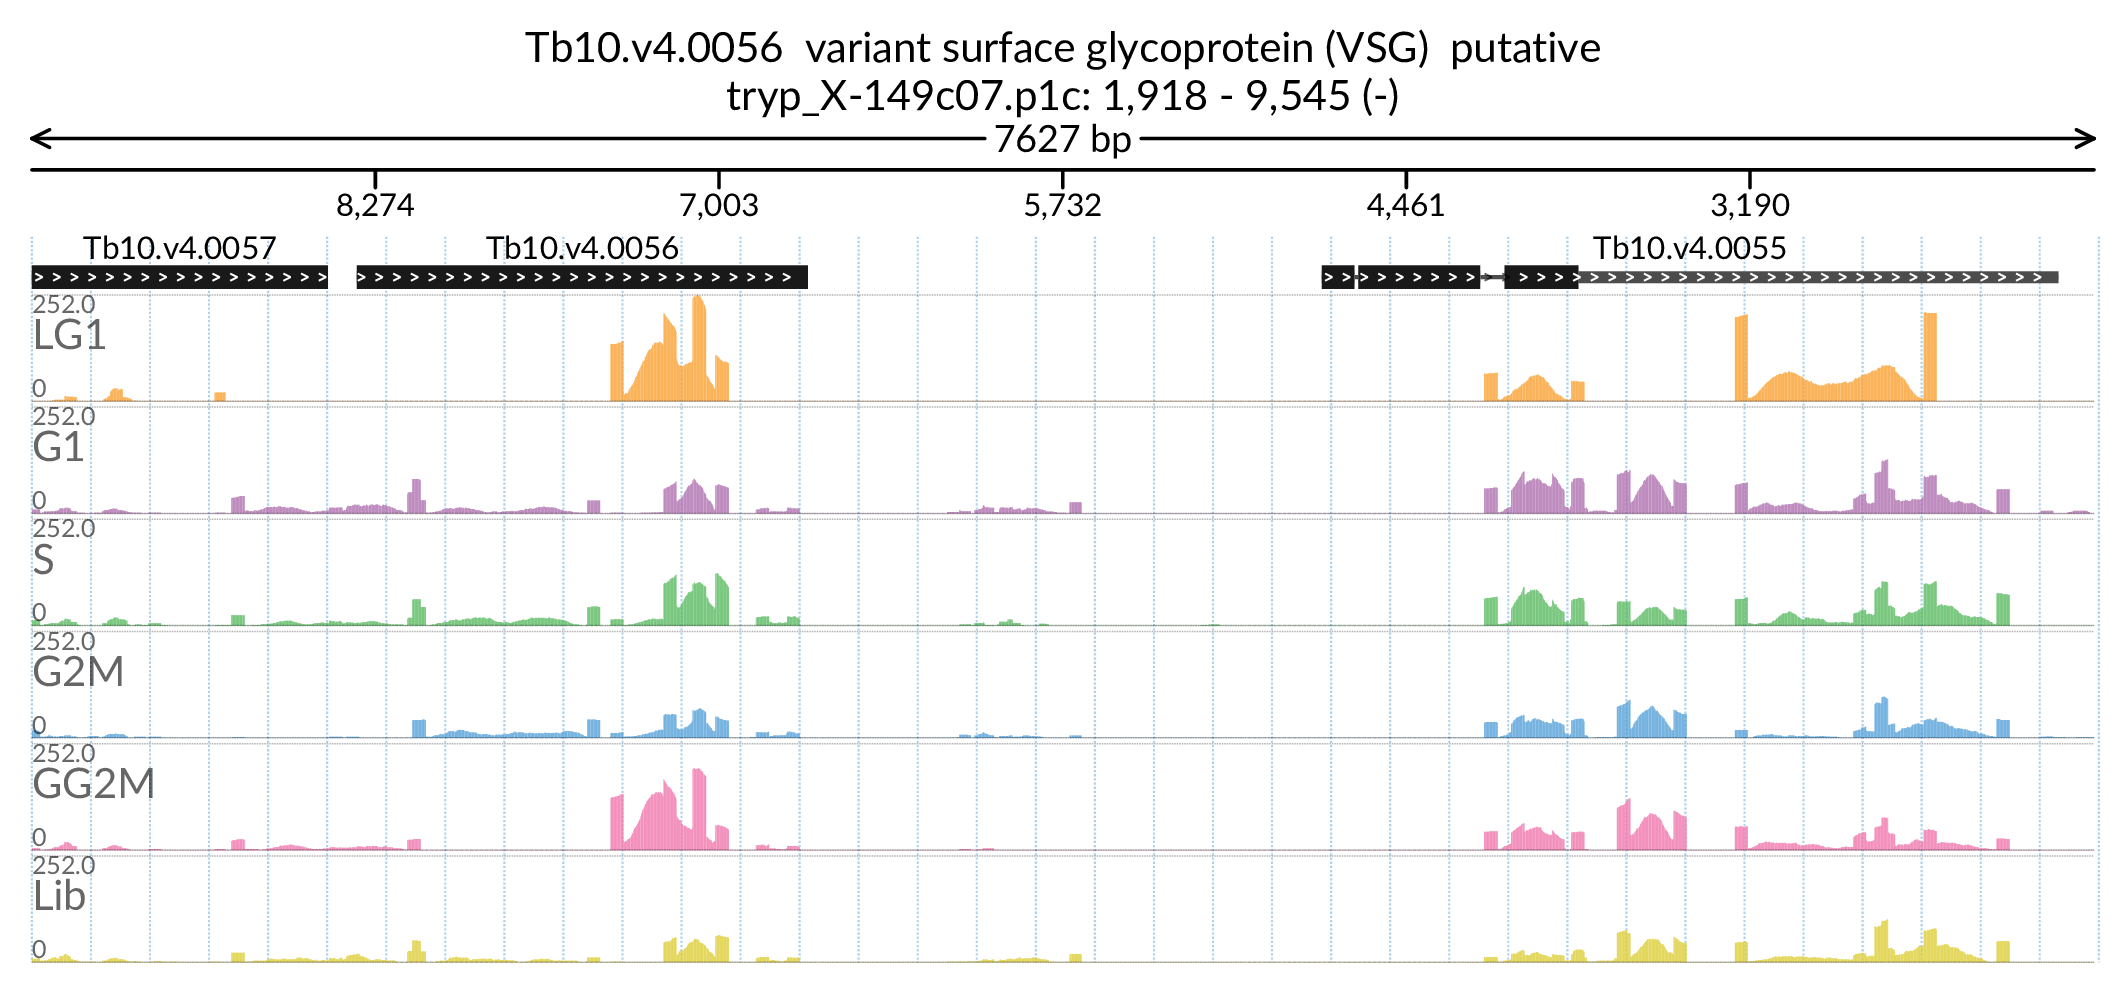 Tb10.v4.0056  variant surface glycoprotein (VSG)  putative
tryp_X-149c07.p1c: 1,918 - 9,545 (-)
7627 bp
8,274 7,003 5,732 4,461 3,190
Tb10.v4.0057 Tb10.v4.0056 Tb10.v4.0055
252.0
LG1
0
252.0
G1
0
252.0
S
0
252.0
G2M
0
252.0
GG2M
0
252.0
Lib
0